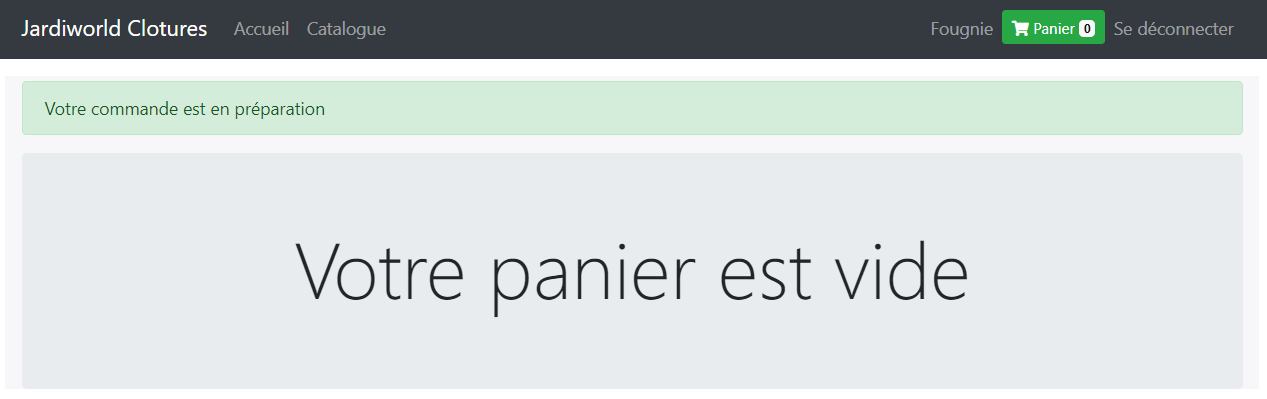 Jardiworld Clotures Accueil Catalogue Fougnie Panier 0 Se déconnecter
Votre commande est en préparation
Votre panier est vide